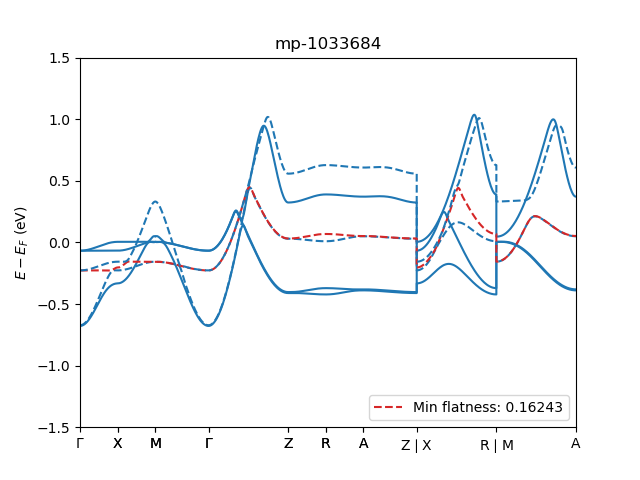 mp-1033684
1.5
1.0
0.5
0.0
−0.5
−1.0
−1.5
E − E_F (eV)
Min flatness: 0.16243
Γ X M Γ Z R A Z | X R | M A